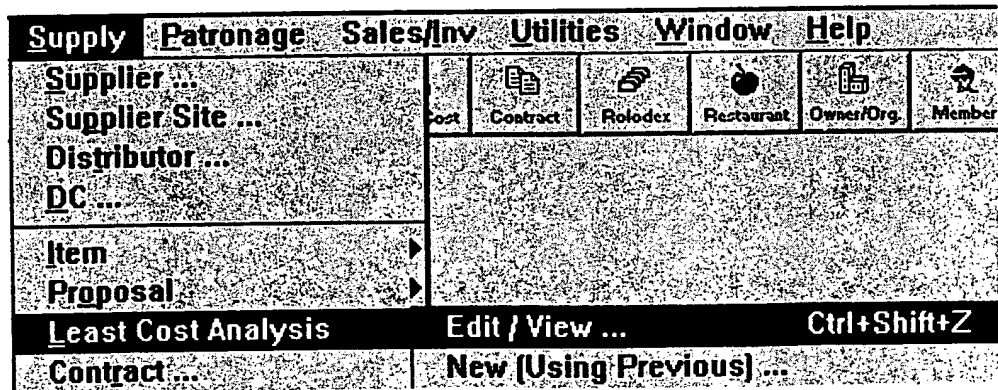 Supply Patronage Sales/Inv Utilities Window Help
Supplier ...
Supplier Site ...
Cost Contract Rolodex Restaurant Owner/Org. Member
Distributor ...
DC ...
Item
Proposal
Least Cost Analysis Edit / View ... Ctrl+Shift+Z
Contract ... New (Using Previous) ...